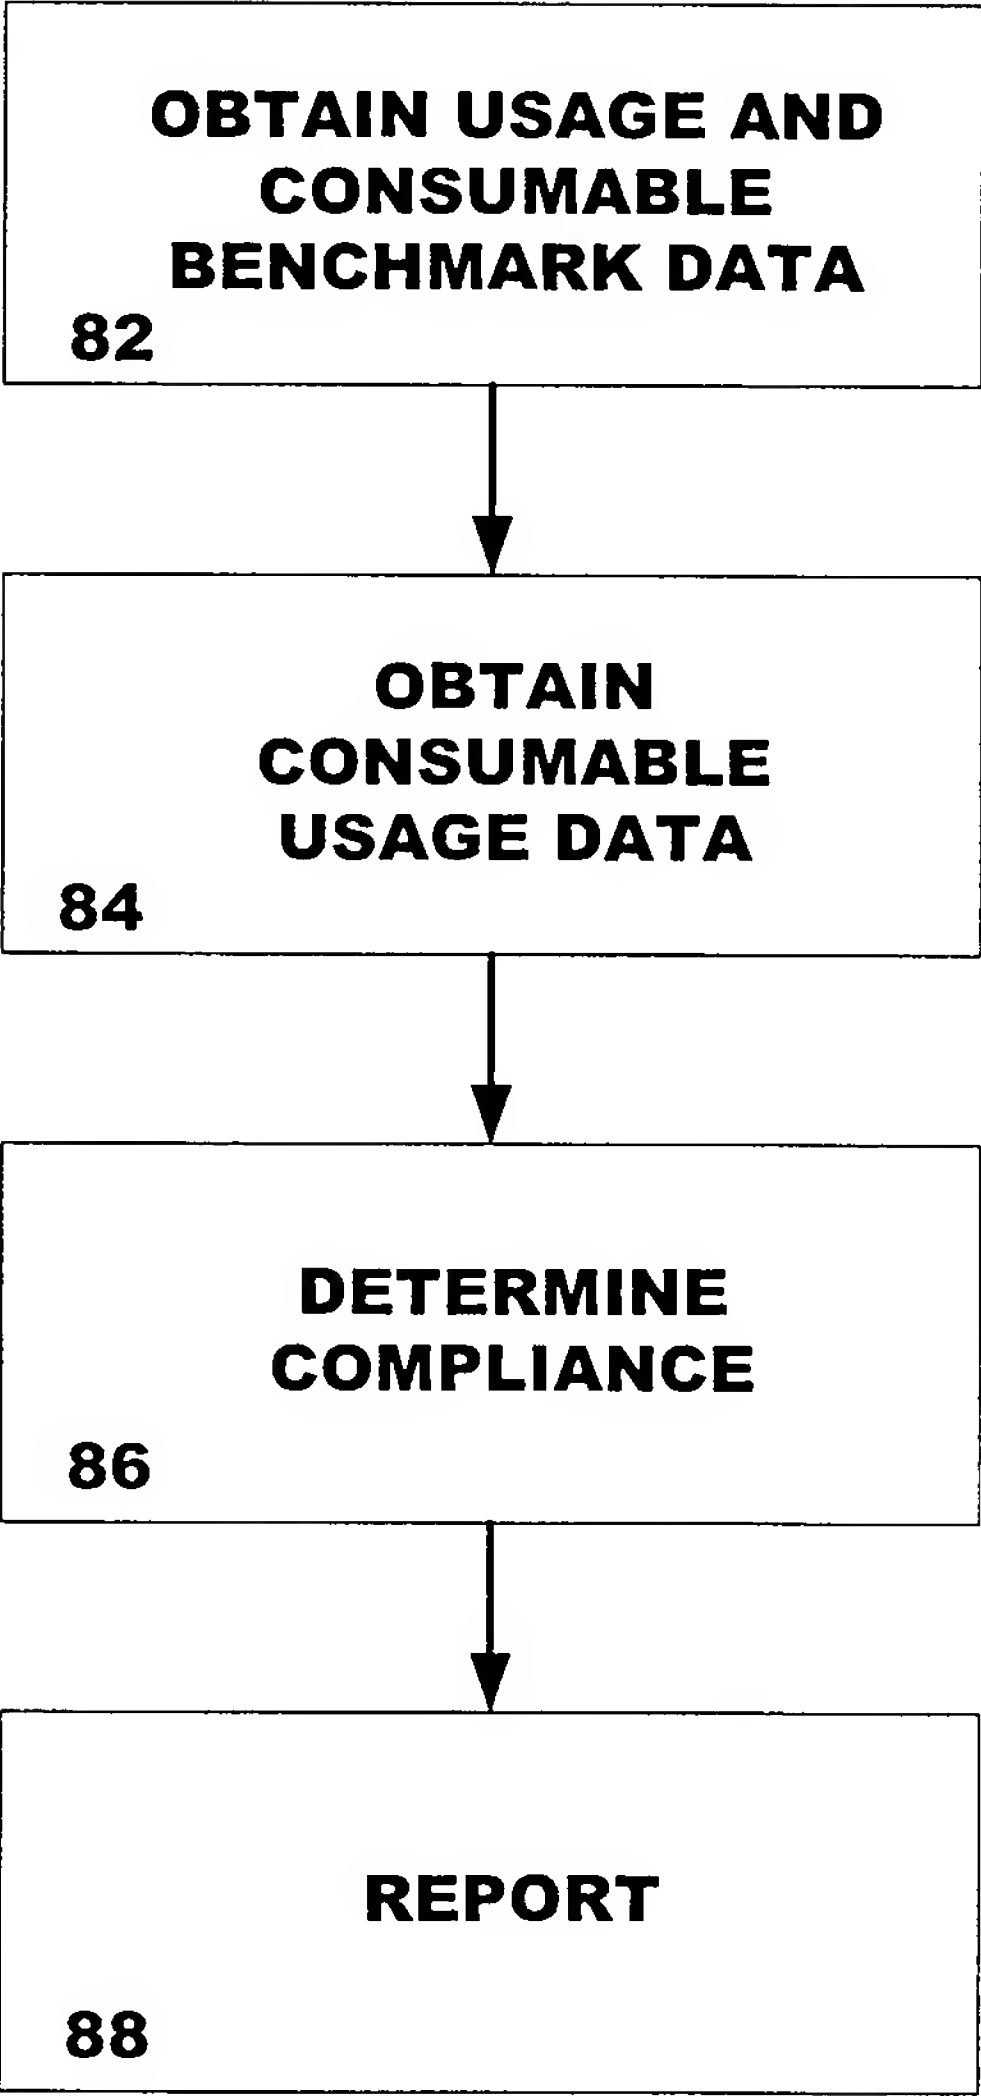 OBTAIN USAGE AND
CONSUMABLE
BENCHMARK DATA
82
OBTAIN
CONSUMABLE
USAGE DATA
84
DETERMINE
COMPLIANCE
86
REPORT
88